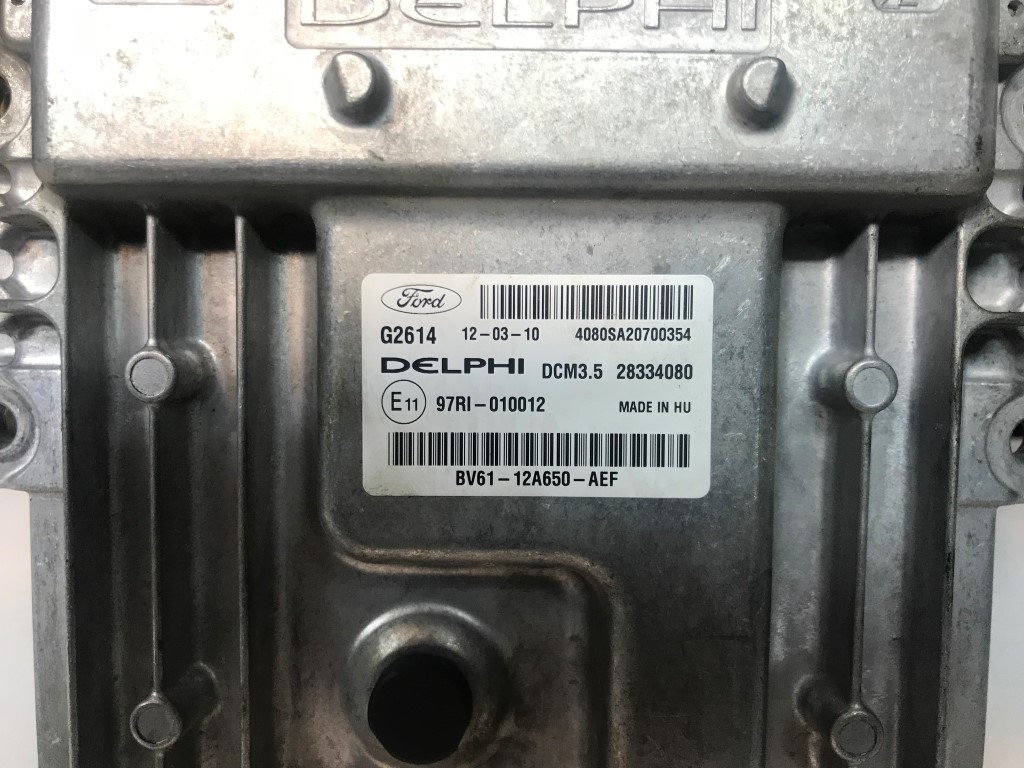 DELPHI
Ford
G2614 12-03-10 4080SA20700354
DELPHI DCM3.5 28334080
E11 97RI-010012 MADE IN HU
BV61-12A650-AEF